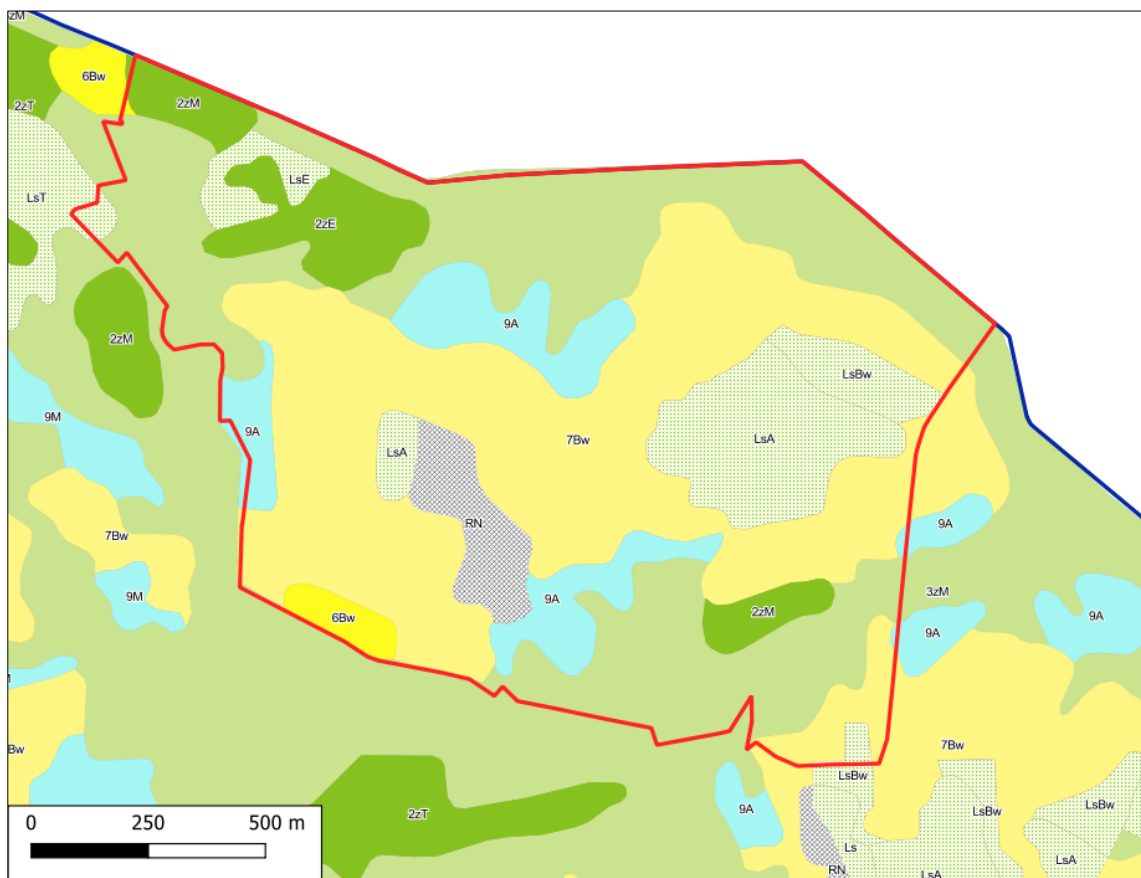 zM
6Bw
2zT
2zM
LsT
LsE
2zE
2zM
9A
LsBw
9M
9A
LsA
LsA
7Bw
RN
7Bw
9A
9M
3zM
9A
2zM
6Bw
9A
9A
Bw
7Bw
LsBw
2zT
9A
LsBw
LsBw
Ls
LsA
RN
LsA
0 250 500 m